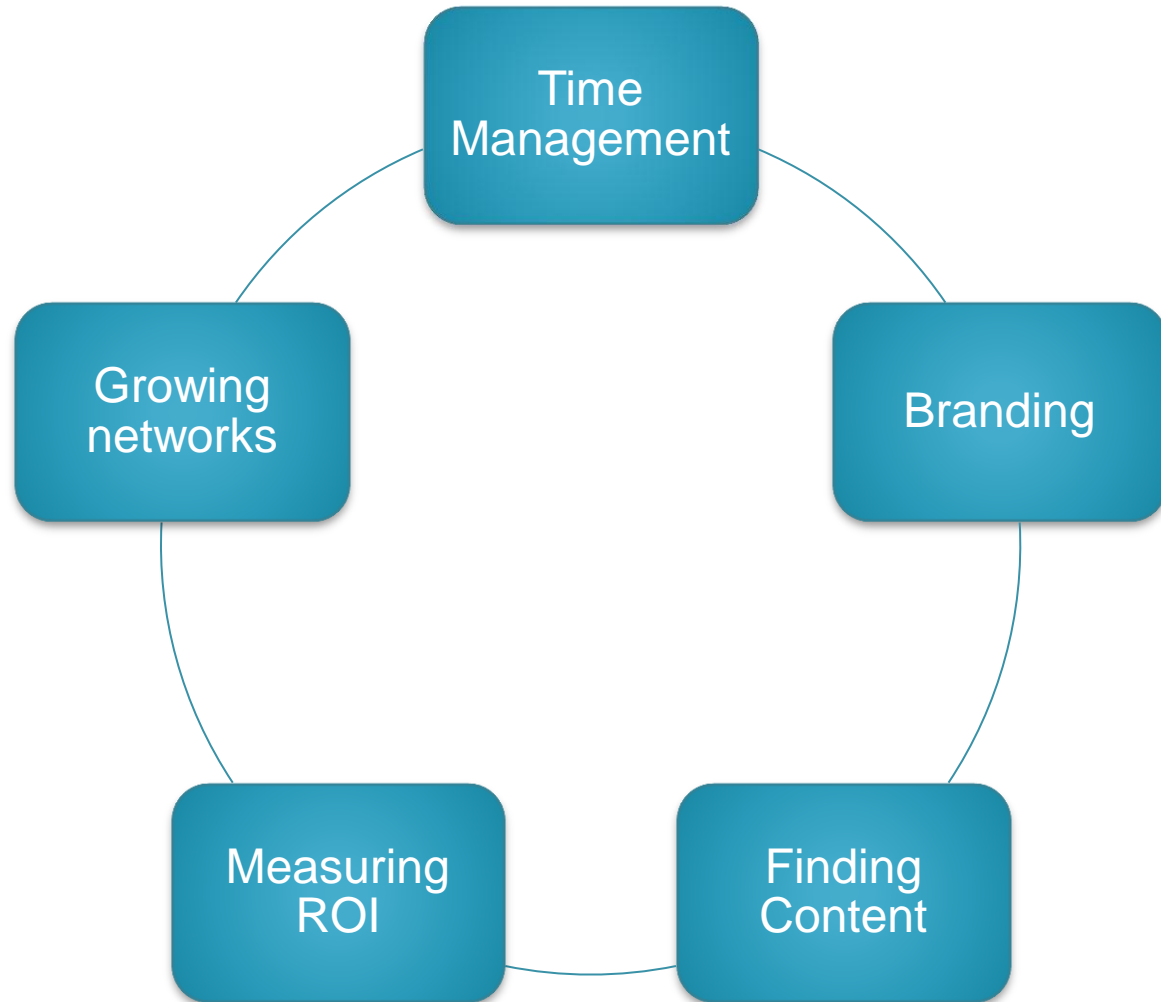 Time
Management
Branding
Finding
Content
Measuring
ROI
Growing
networks